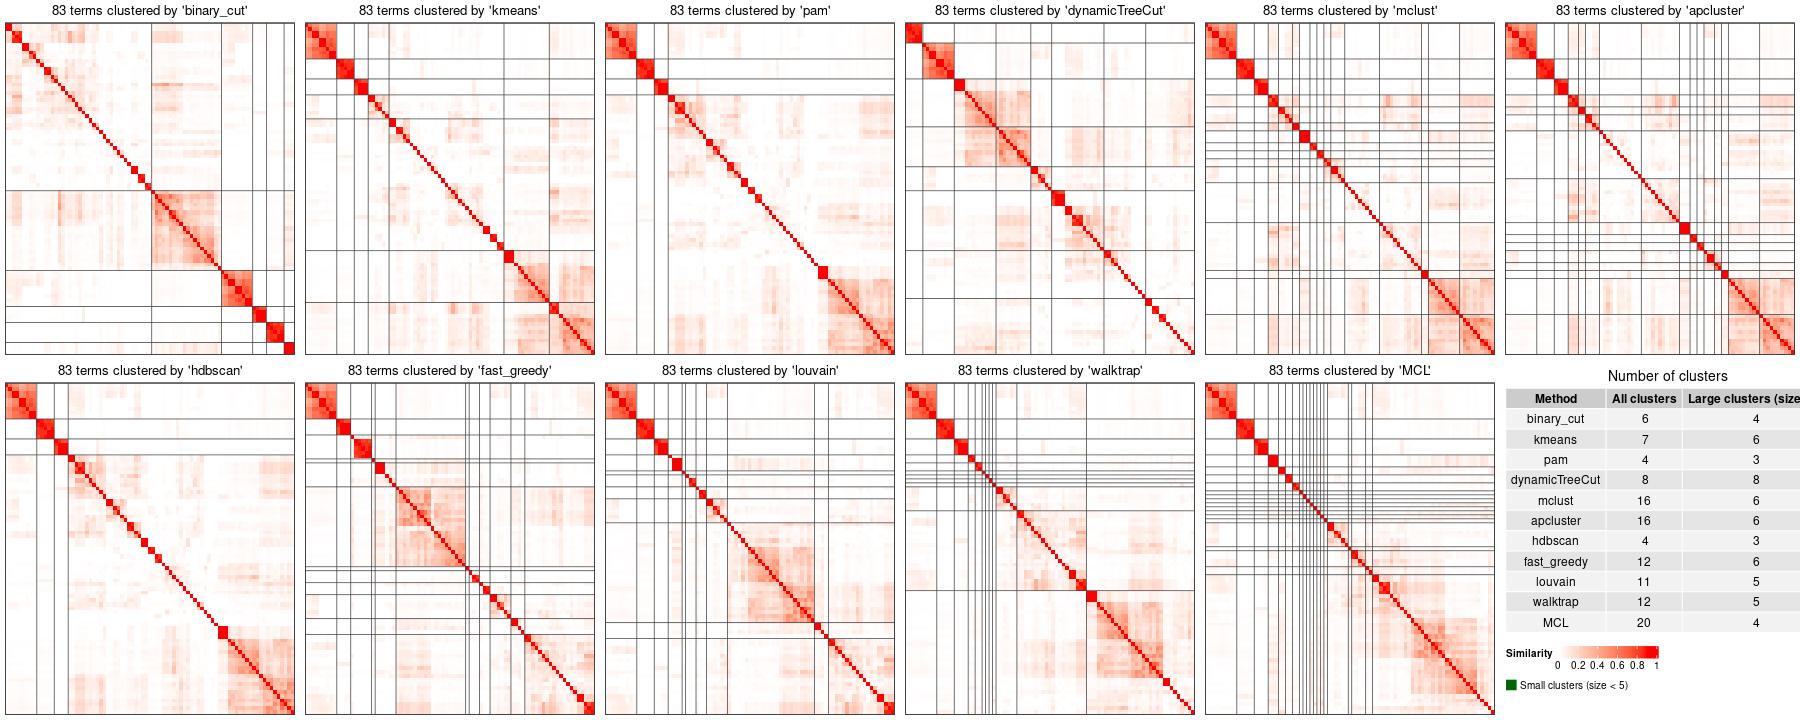 83 terms clustered by 'binary_cut'
83 terms clustered by 'kmeans'
83 terms clustered by 'pam'
83 terms clustered by 'dynamicTreeCut'
83 terms clustered by 'mclust'
83 terms clustered by 'apcluster'
83 terms clustered by 'hdbscan'
83 terms clustered by 'fast_greedy'
83 terms clustered by 'louvain'
83 terms clustered by 'walktrap'
83 terms clustered by 'MCL'
Number of clusters
Method All clusters Large clusters (size
binary_cut 6 4
kmeans 7 6
pam 4 3
dynamicTreeCut 8 8
mclust 16 6
apcluster 16 6
hdbscan 4 3
fast_greedy 12 6
louvain 11 5
walktrap 12 5
MCL 20 4
Similarity
0 0.2 0.4 0.6 0.8 1
Small clusters (size < 5)